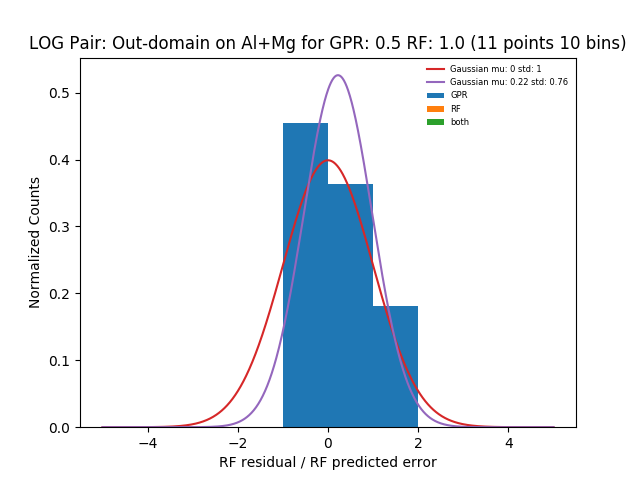 LOG Pair: Out-domain on Al+Mg for GPR: 0.5 RF: 1.0 (11 points 10 bins)
Gaussian mu: 0 std: 1
Gaussian mu: 0.22 std: 0.76
GPR
RF
both
Normalized Counts
0.5
0.4
0.3
0.2
0.1
0.0
−4 −2 0 2 4
RF residual / RF predicted error